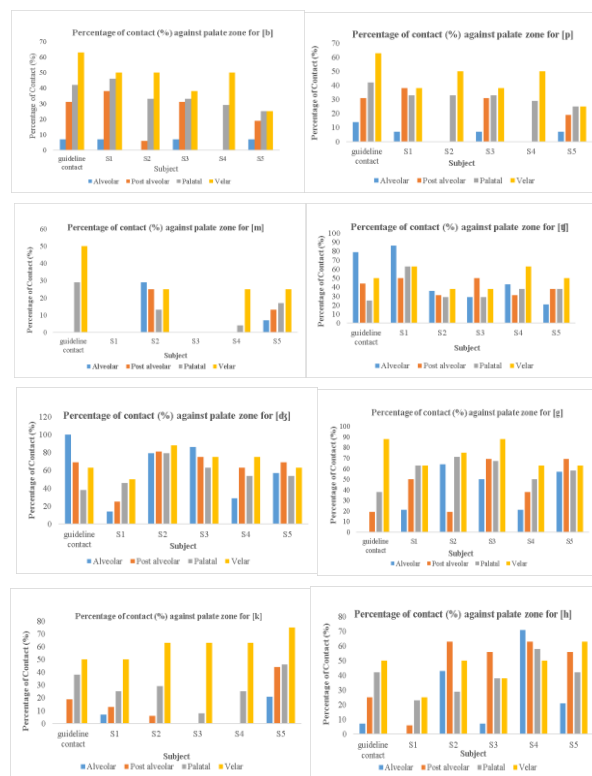 Percentage of contact (%) against palate zone for [b]
Percentage of Contact (%)
70
60
50
40
30
20
10
0
guideline contact
S1
S2
S3
S4
S5
Subject
Alveolar
Post alveolar
Palatal
Velar
Percentage of contact (%) against palate zone for [p]
Percentage of Contact (%)
70
60
50
40
30
20
10
0
guideline contact
S1
S2
S3
S4
S5
Subject
Alveolar
Post alveolar
Palatal
Velar
Percentage of contact (%) against palate zone for [m]
Percentage of Contact (%)
60
50
40
30
20
10
0
guideline contact
S1
S2
S3
S4
S5
Subject
Alveolar
Post alveolar
Palatal
Velar
Percentage of contact (%) against palate zone for [ʧ]
Percentage of Contact (%)
100
90
80
70
60
50
40
30
20
10
0
guideline contact
S1
S2
S3
S4
S5
Subject
Alveolar
Post alveolar
Palatal
Velar
Percentage of contact (%) against palate zone for [ʤ]
Percentage of Contact (%)
120
100
80
60
40
20
0
guideline contact
S1
S2
S3
S4
S5
Subject
Alveolar
Post alveolar
Palatal
Velar
Percentage of contact (%) against palate zone for [g]
Percentage of Contact (%)
100
90
80
70
60
50
40
30
20
10
0
guideline contact
S1
S2
S3
S4
S5
Subject
Alveolar
Post alveolar
Palatal
Velar
Percentage of contact (%) against palate zone for [k]
Percentage of Contact (%)
80
70
60
50
40
30
20
10
0
guideline contact
S1
S2
S3
S4
S5
Subject
Alveolar
Post alveolar
Palatal
Velar
Percentage of contact (%) against palate zone for [h]
Percentage of Contact (%)
80
70
60
50
40
30
20
10
0
guideline contact
S1
S2
S3
S4
S5
Subject
Alveolar
Post alveolar
Palatal
Velar